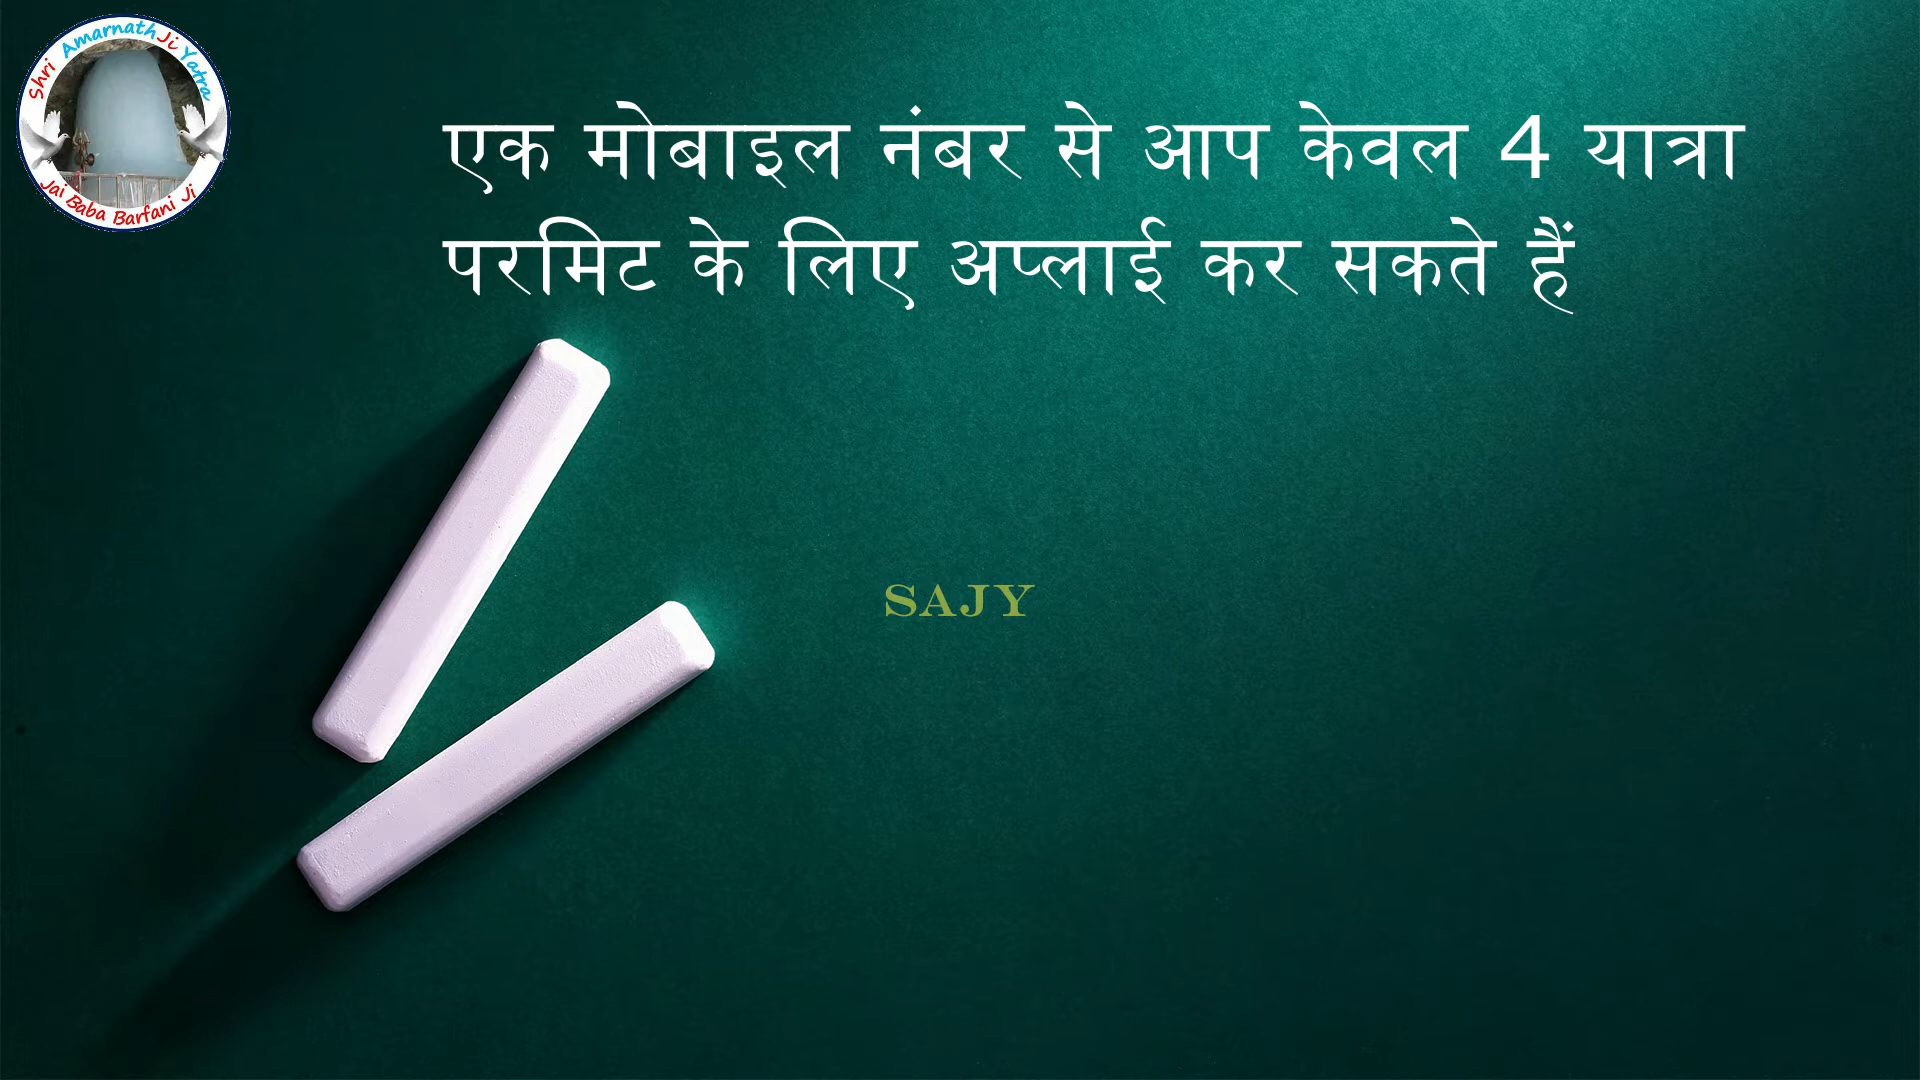 Shri Amarnath Ji Yatra
Jai Baba Barfani Ji
एक मोबाइल नंबर से आप केवल 4 यात्रा
परमिट के लिए अप्लाई कर सकते हैं
SAJY